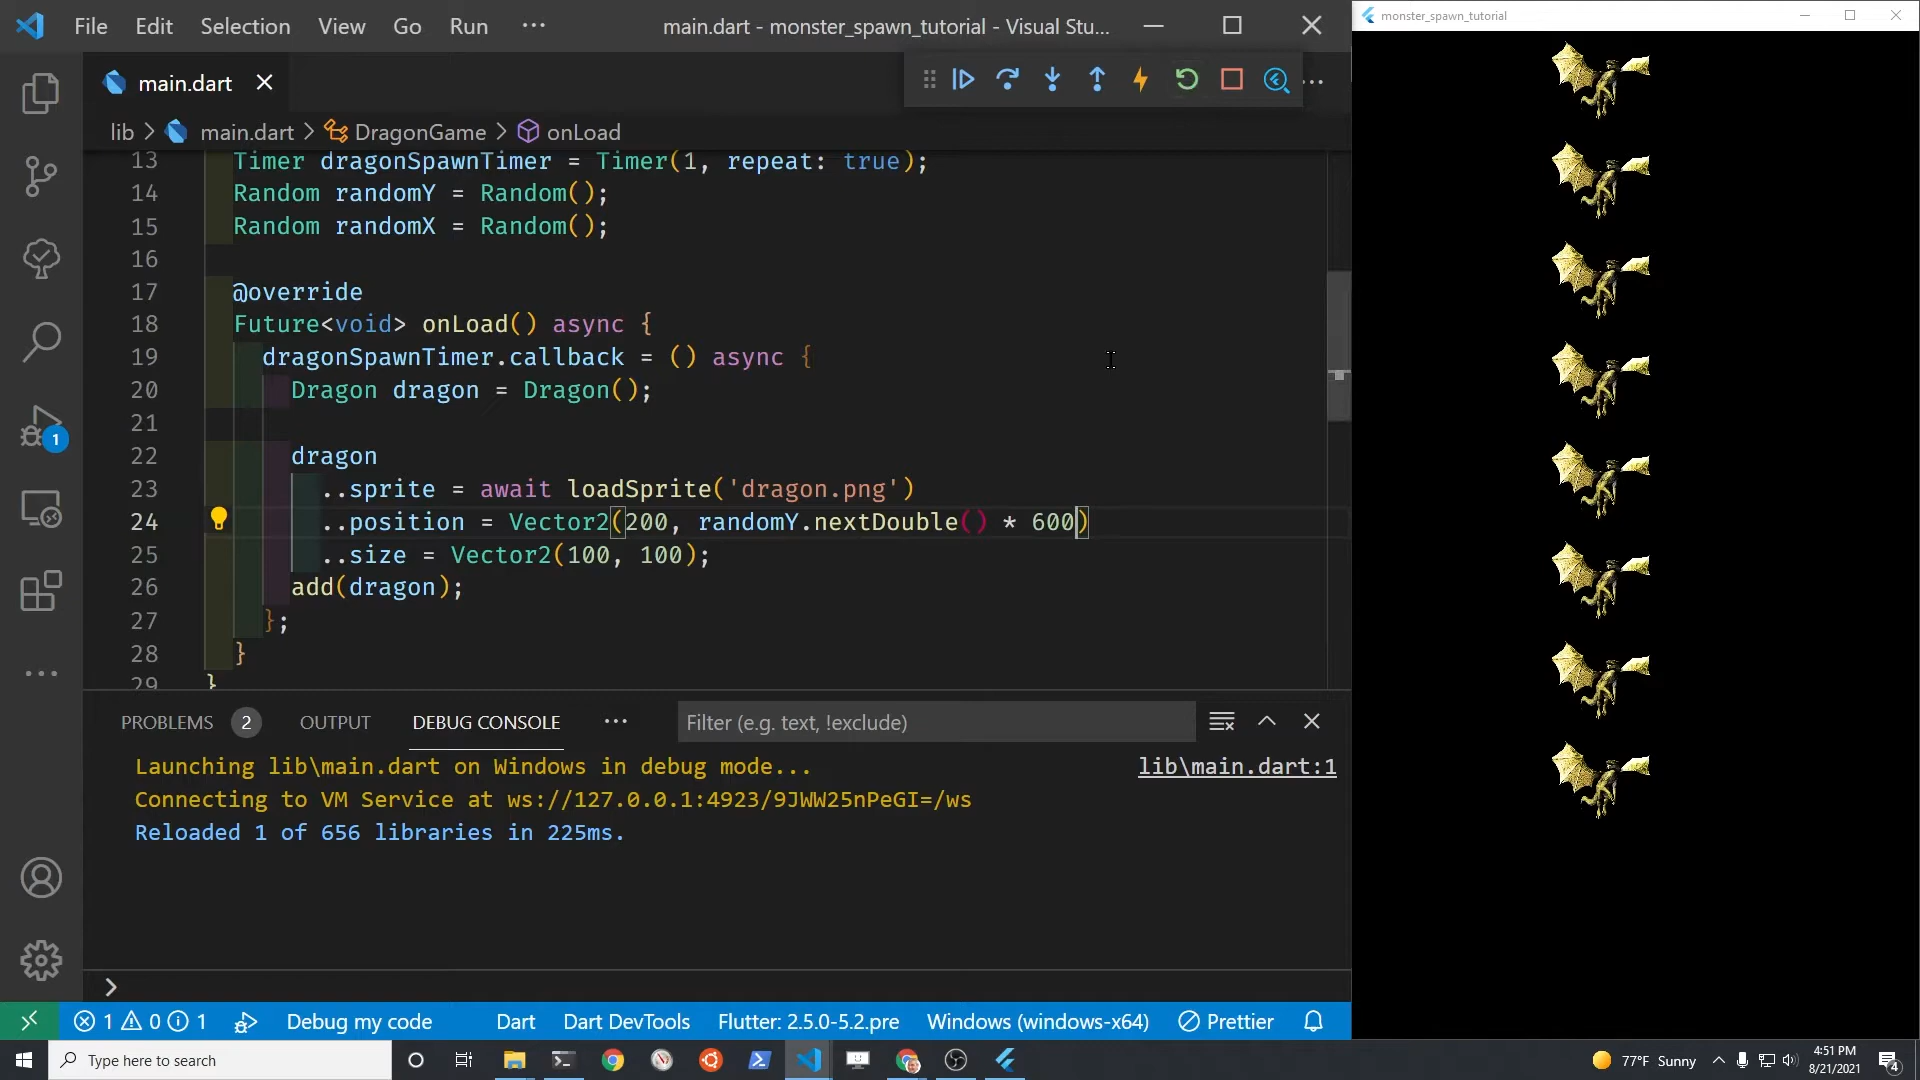 File Edit Selection View Go Run ··· main.dart - monster_spawn_tutorial - Visual Stu...
monster_spawn_tutorial
main.dart
lib > main.dart > DragonGame > onLoad
13 Timer dragonSpawnTimer = Timer(1, repeat: true);
14 Random randomY = Random();
15 Random randomX = Random();
16
17 @override
18 Future<void> onLoad() async {
19 dragonSpawnTimer.callback = () async {
20 Dragon dragon = Dragon();
21
22 dragon
23 ..sprite = await loadSprite('dragon.png')
24 ..position = Vector2(200, randomY.nextDouble() * 600)
25 ..size = Vector2(100, 100);
26 add(dragon);
27 };
28 }
29 }
1
PROBLEMS 2 OUTPUT DEBUG CONSOLE ··· Filter (e.g. text, !exclude)
Launching lib\main.dart on Windows in debug mode... lib\main.dart:1
Connecting to VM Service at ws://127.0.0.1:4923/9JWW25nPeGI=/ws
Reloaded 1 of 656 libraries in 225ms.
>
1 0 1 Debug my code Dart Dart DevTools Flutter: 2.5.0-5.2.pre Windows (windows-x64) Prettier
Type here to search
77°F Sunny
4:51 PM
8/21/2021
4